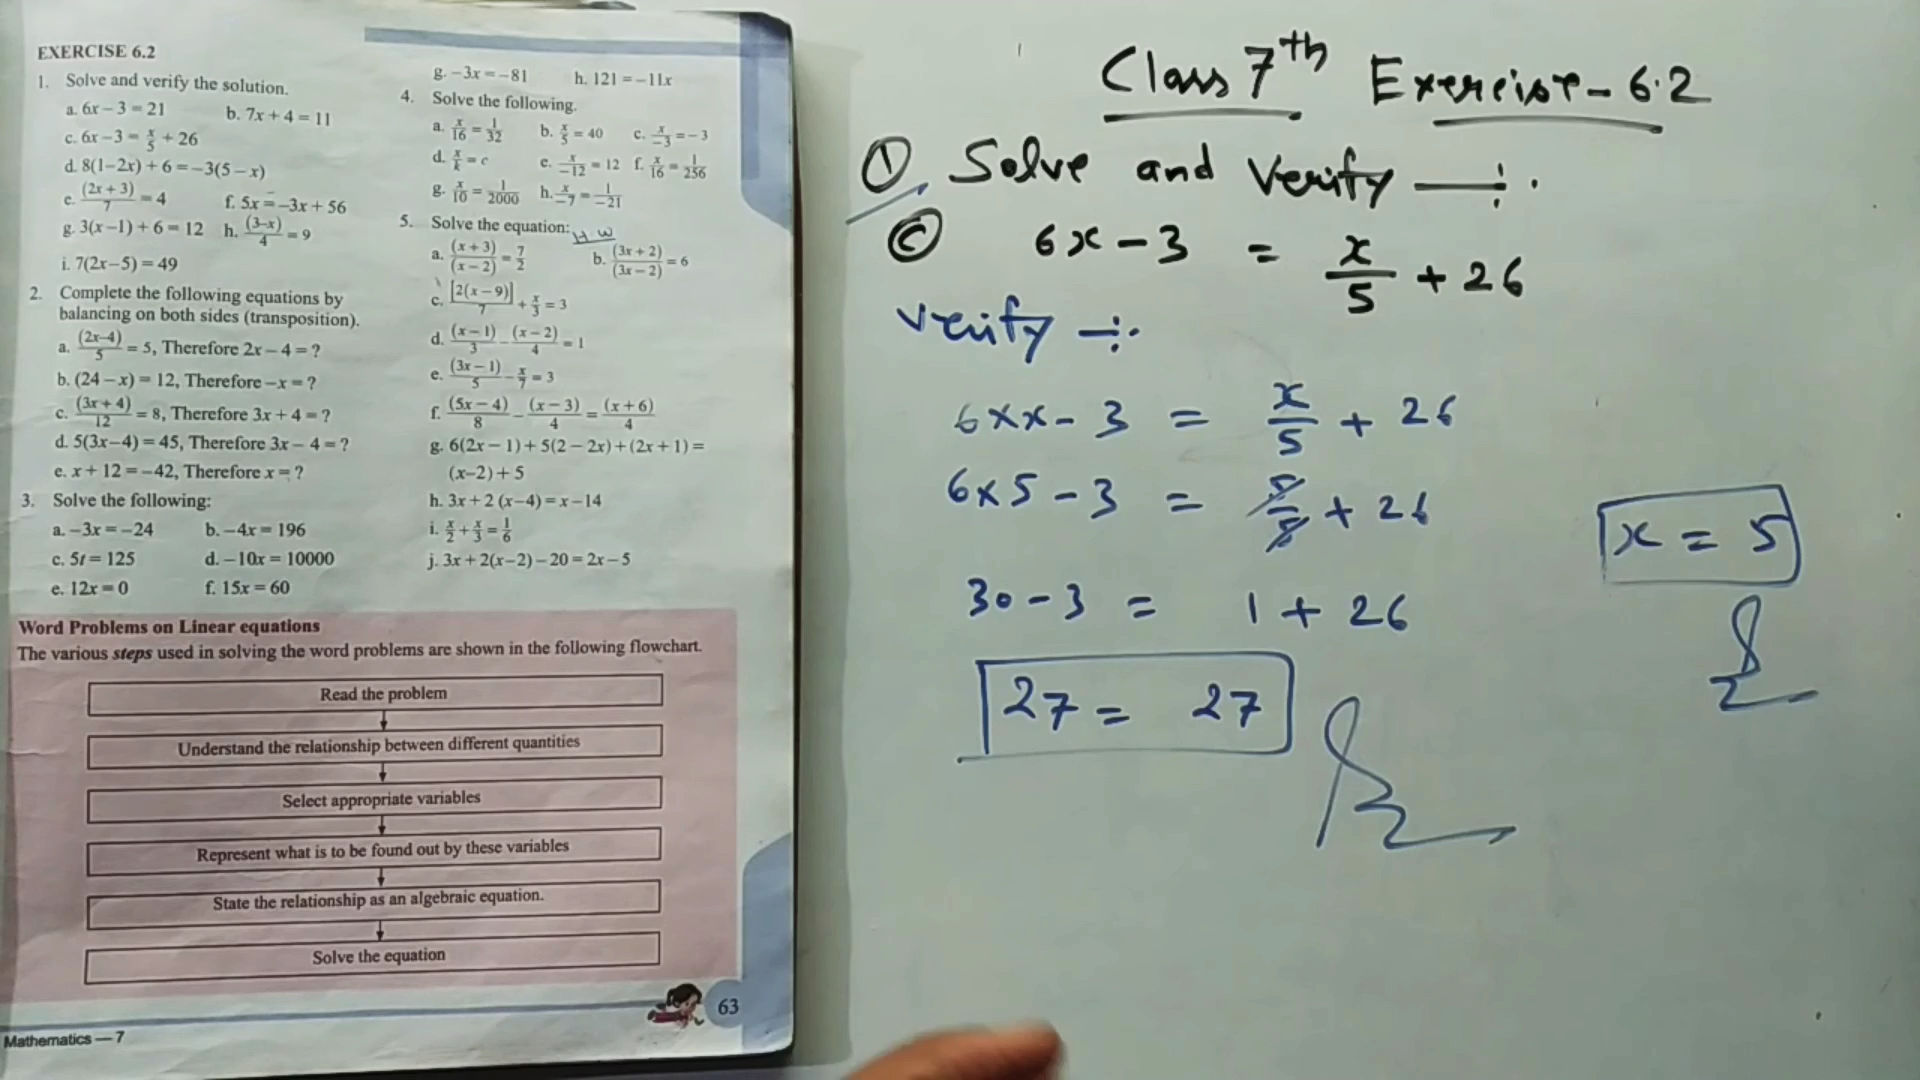 EXERCISE 6.2
1. Solve and verify the solution.
a. 6x – 3 = 21 b. 7x + 4 = 11
c. 6x – 3 = x/5 + 26
d. 8(1–2x) + 6 = –3(5 – x)
e. (2x + 3)/7 = 4 f. 5x = –3x + 56
g. 3(x–1) + 6 = 12 h. (3–x)/4 = 9
i. 7(2x–5) = 49
2. Complete the following equations by
balancing on both sides (transposition).
a. (2x–4)/5 = 5, Therefore 2x – 4 = ?
b. (24 – x) = 12, Therefore –x = ?
c. (3x + 4)/12 = 8, Therefore 3x + 4 = ?
d. 5(3x–4) = 45, Therefore 3x – 4 = ?
e. x + 12 = –42, Therefore x = ?
3. Solve the following:
a. –3x = –24 b. –4x = 196
c. 5t = 125 d. –10x = 10000
e. 12x = 0 f. 15x = 60
g. –3x = –81 h. 121 = –11x
4. Solve the following.
a. x/16 = 1/32 b. x/5 = 40 c. x/–3 = –3
d. x/k = c e. x/–12 = 12 f. x/16 = 1/256
g. x/10 = 1/2000 h. x/–7 = 1/–21
5. Solve the equation: H.W
a. (x + 3)/(x – 2) = 7/2 b. (3x + 2)/(3x – 2) = 6
c. [2(x – 9)]/7 + x/3 = 3
d. (x – 1)/3 – (x – 2)/4 = 1
e. (3x – 1)/5 – x/7 = 3
f. (5x – 4)/8 – (x – 3)/4 = (x + 6)/4
g. 6(2x – 1) + 5(2 – 2x) + (2x + 1) =
(x–2) + 5
h. 3x + 2 (x–4) = x – 14
i. x/2 + x/3 = 1/6
j. 3x + 2(x–2) – 20 = 2x – 5
Word Problems on Linear equations
The various steps used in solving the word problems are shown in the following flowchart.
Read the problem
Understand the relationship between different quantities
Select appropriate variables
Represent what is to be found out by these variables
State the relationship as an algebraic equation.
Solve the equation
63
Mathematics — 7
Class 7th Exercise – 6.2
① Solve and Verify —:·
Ⓒ 6x – 3 = x/5 + 26
Verify –:·
6×x – 3 = x/5 + 26
6×5 – 3 = 5/5 + 26
30 – 3 = 1 + 26
27 = 27
x = 5